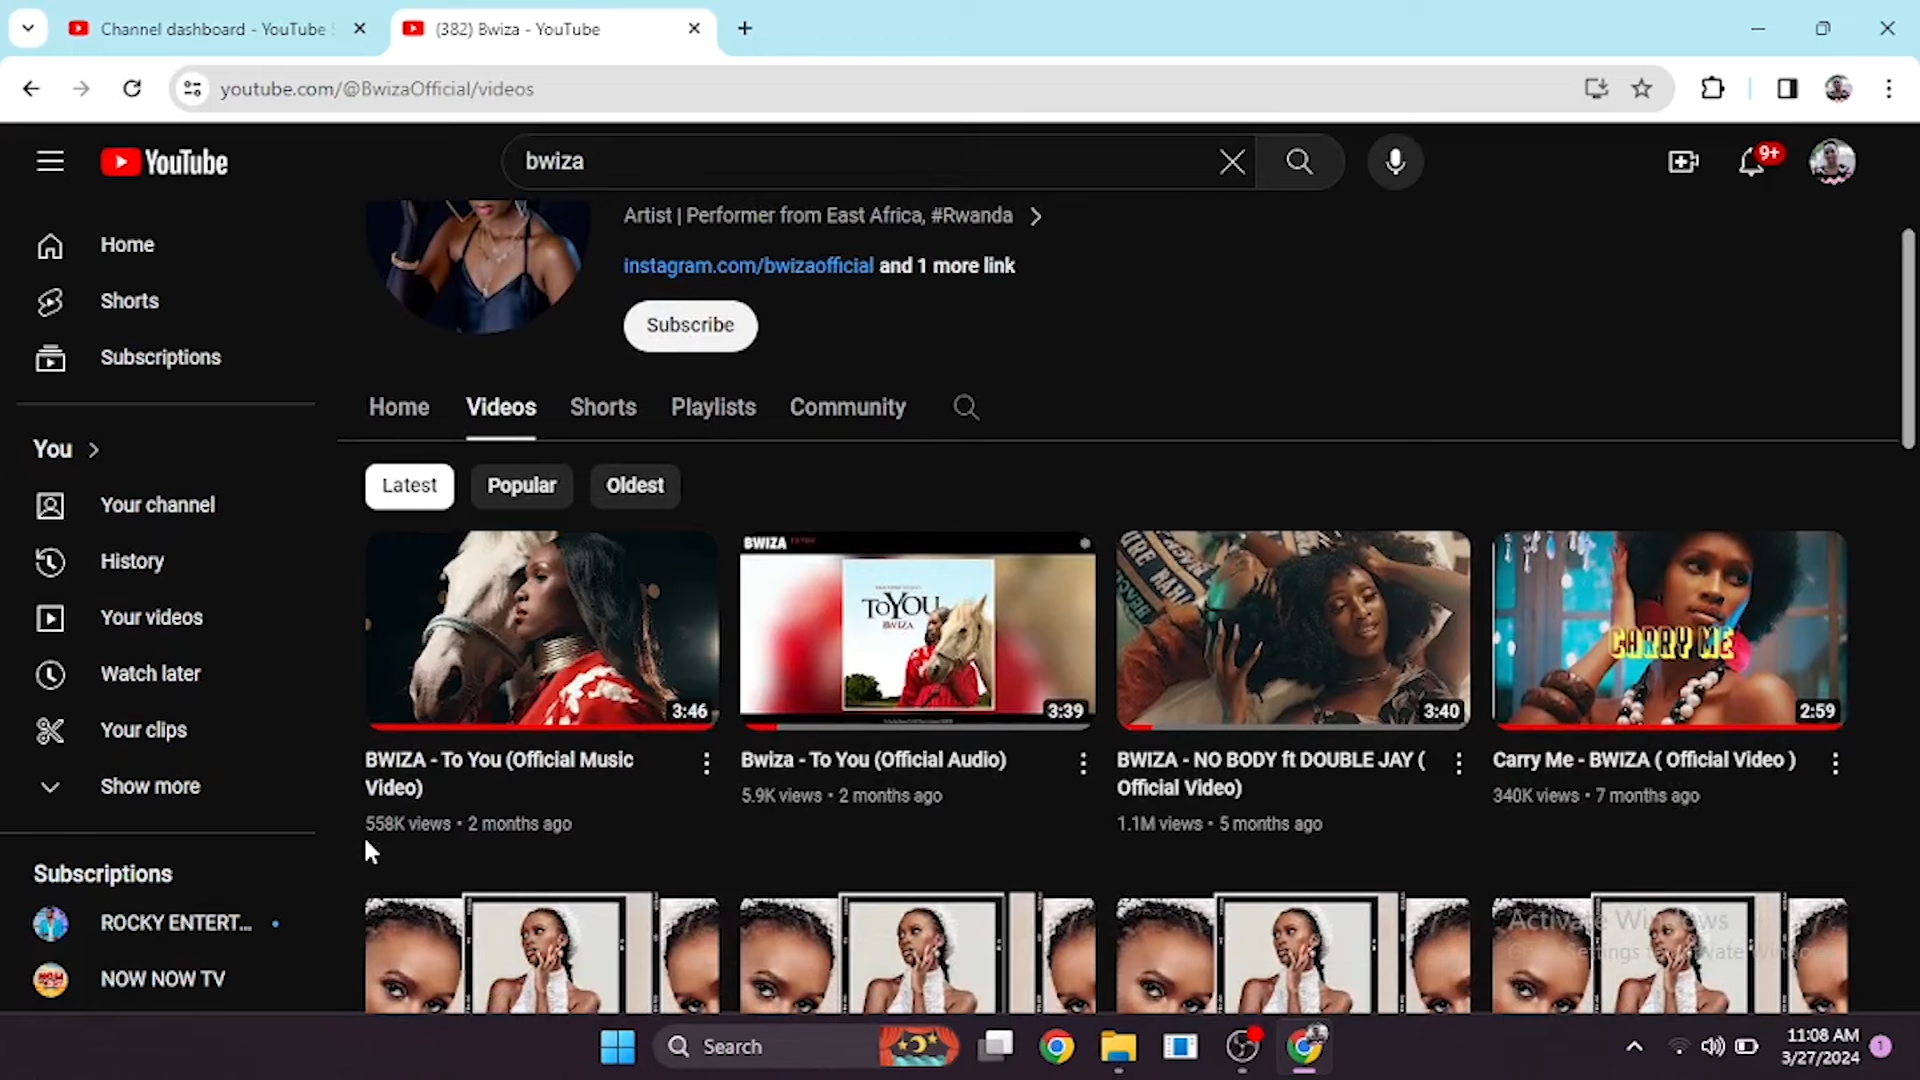 Channel dashboard - YouTube
(382) Bwiza - YouTube
youtube.com/@BwizaOfficial/videos
YouTube
bwiza
9+
Artist | Performer from East Africa, #Rwanda
instagram.com/bwizaofficial and 1 more link
Subscribe
Home
Shorts
Subscriptions
You
Your channel
History
Your videos
Watch later
Your clips
Show more
Subscriptions
ROCKY ENTERT...
NOW NOW TV
Home Videos Shorts Playlists Community
Latest Popular Oldest
3:46
BWIZA
TO YOU
BWIZA
3:39
3:40
CARRY ME
2:59
BWIZA - To You (Official Music
Video)
558K views • 2 months ago
Bwiza - To You (Official Audio)
5.9K views • 2 months ago
BWIZA - NO BODY ft DOUBLE JAY (
Official Video)
1.1M views • 5 months ago
Carry Me - BWIZA ( Official Video )
340K views • 7 months ago
Activate Windows
Search
11:08 AM
3/27/2024
1